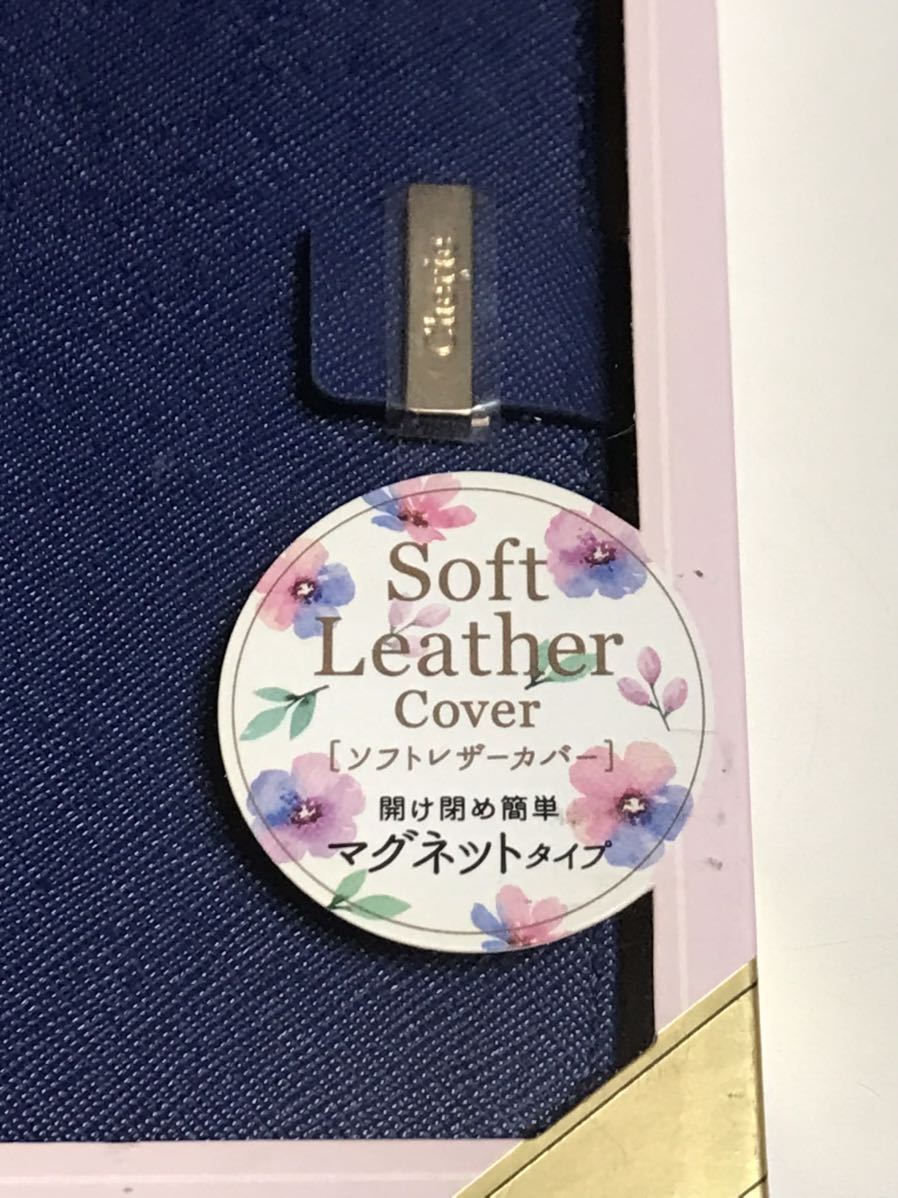 Cherie
Soft
Leather
Cover
[ソフトレザーカバー]
開け閉め簡単
マグネットタイプ